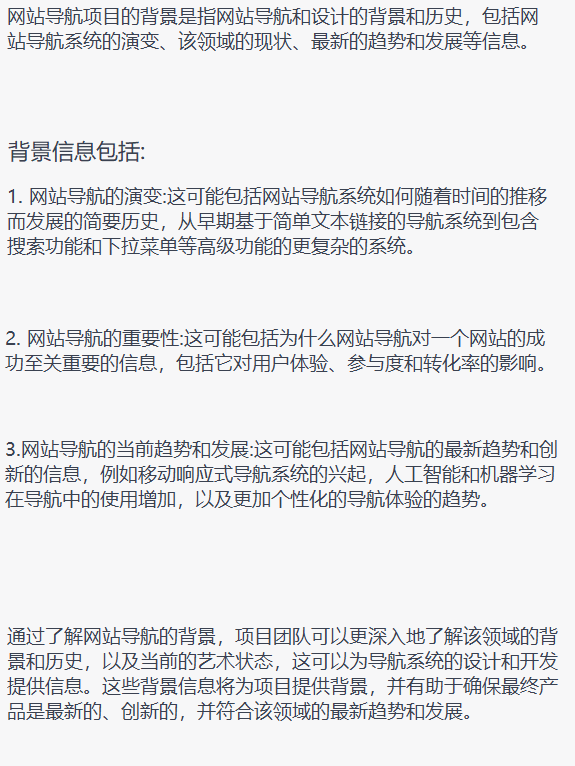 网站导航项目的背景是指网站导航和设计的背景和历史，包括网
站导航系统的演变、该领域的现状、最新的趋势和发展等信息。
背景信息包括:
1. 网站导航的演变:这可能包括网站导航系统如何随着时间的推移
而发展的简要历史，从早期基于简单文本链接的导航系统到包含
搜索功能和下拉菜单等高级功能的更复杂的系统。
2. 网站导航的重要性:这可能包括为什么网站导航对一个网站的成
功至关重要的信息，包括它对用户体验、参与度和转化率的影响。
3.网站导航的当前趋势和发展:这可能包括网站导航的最新趋势和创
新的信息，例如移动响应式导航系统的兴起，人工智能和机器学习
在导航中的使用增加，以及更加个性化的导航体验的趋势。
通过了解网站导航的背景，项目团队可以更深入地了解该领域的背
景和历史，以及当前的艺术状态，这可以为导航系统的设计和开发
提供信息。这些背景信息将为项目提供背景，并有助于确保最终产
品是最新的、创新的，并符合该领域的最新趋势和发展。